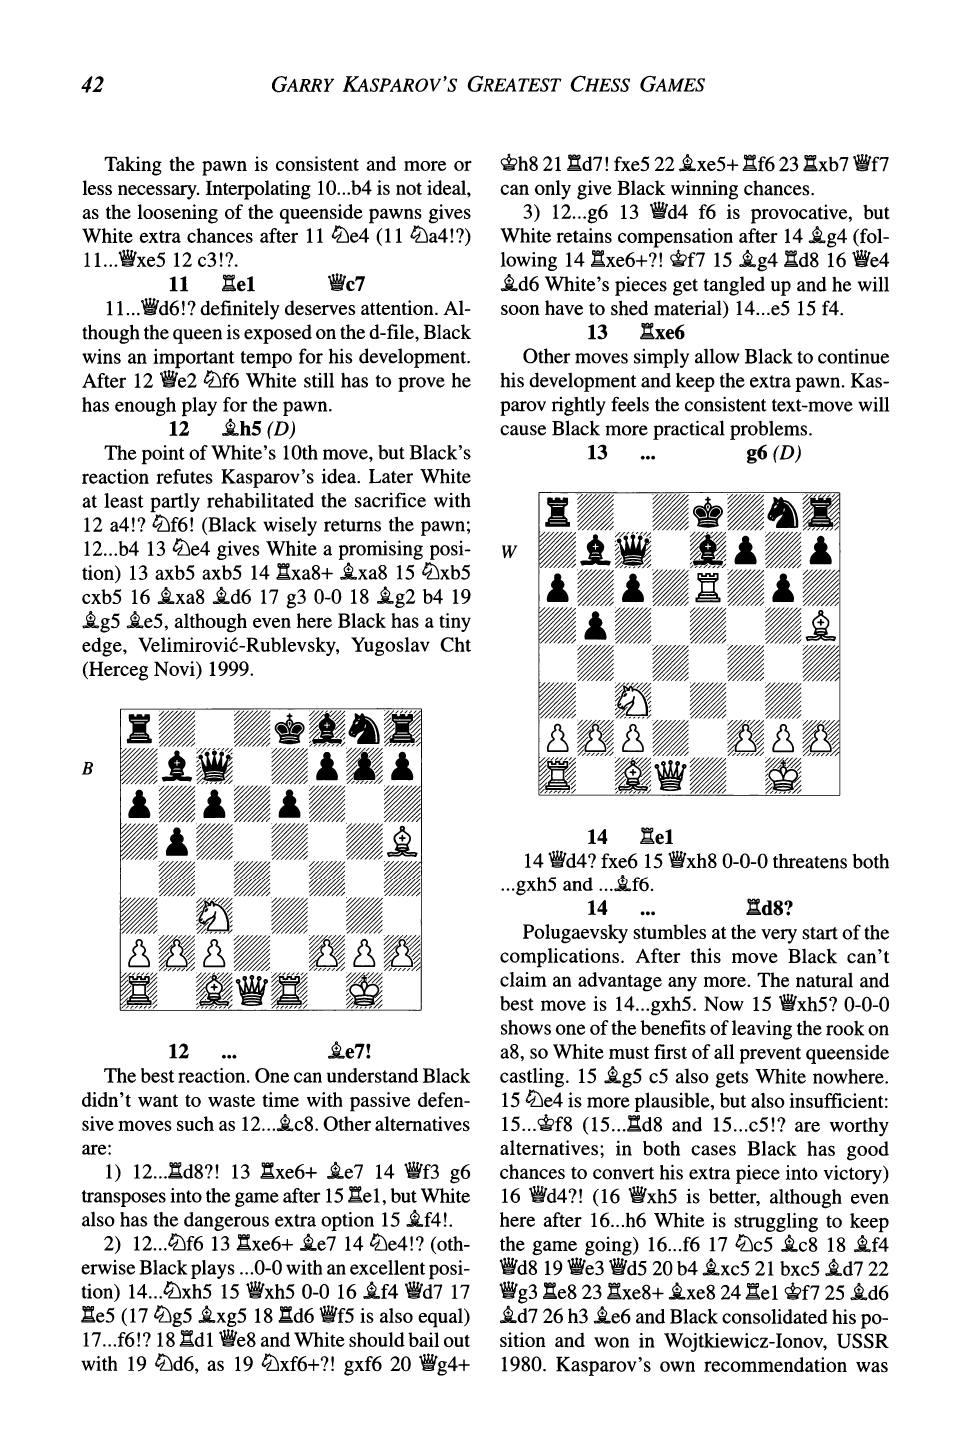 42
GARRY KASPAROV'S GREATEST CHESS GAMES
Taking the pawn is consistent and more or
less necessary. Interpolating 10...b4 is not ideal,
as the loosening of the queenside pawns gives
White extra chances after 11 ♘e4 (11 ♘a4!?)
11...♕xe5 12 c3!?.
11 ♖e1 ♕c7
11...♕d6!? definitely deserves attention. Al-
though the queen is exposed on the d-file, Black
wins an important tempo for his development.
After 12 ♕e2 ♘f6 White still has to prove he
has enough play for the pawn.
12 ♗h5 (D)
The point of White's 10th move, but Black's
reaction refutes Kasparov's idea. Later White
at least partly rehabilitated the sacrifice with
12 a4!? ♘f6! (Black wisely returns the pawn;
12...b4 13 ♘e4 gives White a promising posi-
tion) 13 axb5 axb5 14 ♖xa8+ ♗xa8 15 ♘xb5
cxb5 16 ♗xa8 ♗d6 17 g3 0-0 18 ♗g2 b4 19
♗g5 ♗e5, although even here Black has a tiny
edge, Velimirović-Rublevsky, Yugoslav Cht
(Herceg Novi) 1999.
B
12 ... ♗e7!
The best reaction. One can understand Black
didn't want to waste time with passive defen-
sive moves such as 12...♗c8. Other alternatives
are:
1) 12...♖d8?! 13 ♖xe6+ ♗e7 14 ♕f3 g6
transposes into the game after 15 ♖e1, but White
also has the dangerous extra option 15 ♗f4!.
2) 12...♘f6 13 ♖xe6+ ♗e7 14 ♘e4!? (oth-
erwise Black plays ...0-0 with an excellent posi-
tion) 14...♘xh5 15 ♕xh5 0-0 16 ♗f4 ♕d7 17
♖e5 (17 ♘g5 ♗xg5 18 ♖d6 ♕f5 is also equal)
17...f6!? 18 ♖d1 ♕e8 and White should bail out
with 19 ♘d6, as 19 ♘xf6+?! gxf6 20 ♕g4+
♔h8 21 ♖d7! fxe5 22 ♗xe5+ ♖f6 23 ♖xb7 ♕f7
can only give Black winning chances.
3) 12...g6 13 ♕d4 f6 is provocative, but
White retains compensation after 14 ♗g4 (fol-
lowing 14 ♖xe6+?! ♔f7 15 ♗g4 ♖d8 16 ♕e4
♗d6 White's pieces get tangled up and he will
soon have to shed material) 14...e5 15 f4.
13 ♖xe6
Other moves simply allow Black to continue
his development and keep the extra pawn. Kas-
parov rightly feels the consistent text-move will
cause Black more practical problems.
13 ... g6 (D)
W
14 ♖e1
14 ♕d4? fxe6 15 ♕xh8 0-0-0 threatens both
...gxh5 and ...♗f6.
14 ... ♖d8?
Polugaevsky stumbles at the very start of the
complications. After this move Black can't
claim an advantage any more. The natural and
best move is 14...gxh5. Now 15 ♕xh5? 0-0-0
shows one of the benefits of leaving the rook on
a8, so White must first of all prevent queenside
castling. 15 ♗g5 c5 also gets White nowhere.
15 ♘e4 is more plausible, but also insufficient:
15...♔f8 (15...♖d8 and 15...c5!? are worthy
alternatives; in both cases Black has good
chances to convert his extra piece into victory)
16 ♕d4?! (16 ♕xh5 is better, although even
here after 16...h6 White is struggling to keep
the game going) 16...f6 17 ♘c5 ♗c8 18 ♗f4
♕d8 19 ♕e3 ♕d5 20 b4 ♗xc5 21 bxc5 ♗d7 22
♕g3 ♖e8 23 ♖xe8+ ♗xe8 24 ♖e1 ♔f7 25 ♗d6
♗d7 26 h3 ♗e6 and Black consolidated his po-
sition and won in Wojtkiewicz-Ionov, USSR
1980. Kasparov's own recommendation was